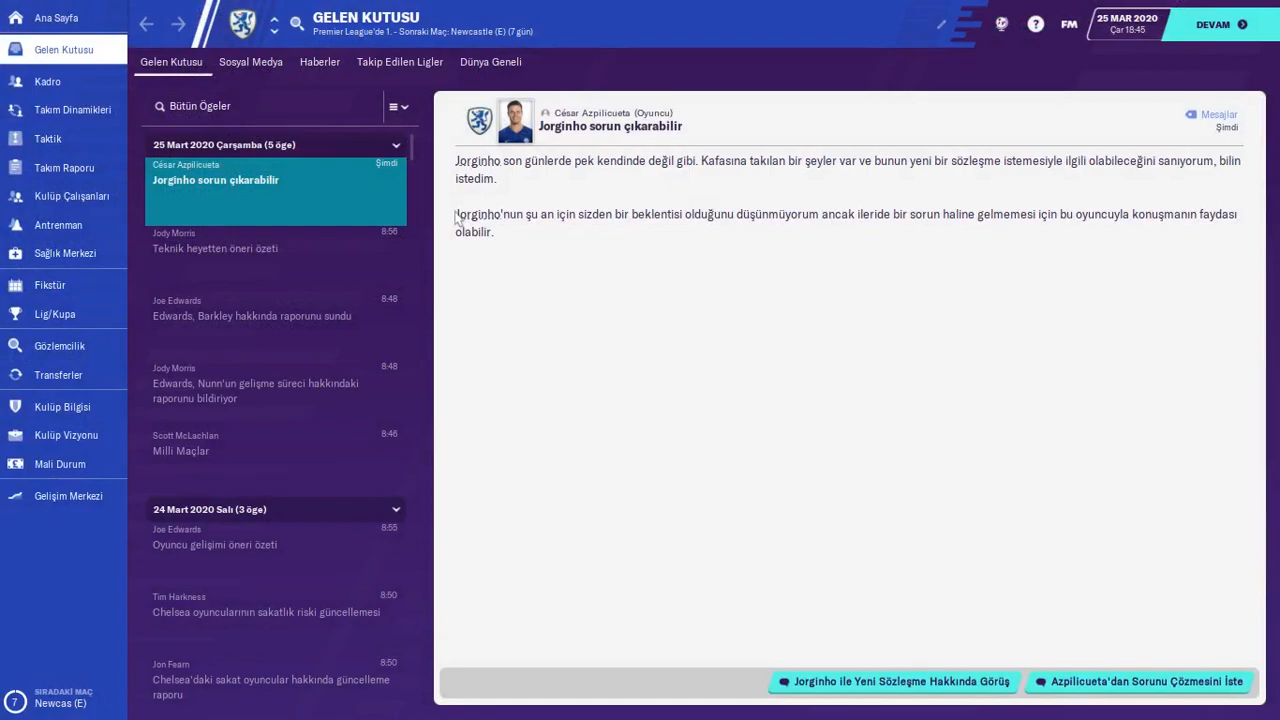 Ana Sayfa
Gelen Kutusu
Kadro
Takım Dinamikleri
Taktik
Takım Raporu
Kulüp Çalışanları
Antrenman
Sağlık Merkezi
Fikstür
Lig/Kupa
Gözlemcilik
Transferler
Kulüp Bilgisi
Kulüp Vizyonu
Mali Durum
Gelişim Merkezi
7
SIRADAKİ MAÇ
Newcas (E)
GELEN KUTUSU
Premier League'de 1. - Sonraki Maç: Newcastle (E) (7 gün)
?
FM
25 MAR 2020
Çar 18:45
DEVAM
Gelen Kutusu
Sosyal Medya
Haberler
Takip Edilen Ligler
Dünya Geneli
Bütün Ögeler
25 Mart 2020 Çarşamba (5 öge)
César Azpilicueta
Şimdi
Jorginho sorun çıkarabilir
Jody Morris
8:56
Teknik heyetten öneri özeti
Joe Edwards
8:48
Edwards, Barkley hakkında raporunu sundu
Jody Morris
8:48
Edwards, Nunn'un gelişme süreci hakkındaki
raporunu bildiriyor
Scott McLachlan
8:46
Milli Maçlar
24 Mart 2020 Salı (3 öge)
Joe Edwards
8:55
Oyuncu gelişimi öneri özeti
Tim Harkness
8:50
Chelsea oyuncularının sakatlık riski güncellemesi
Jon Fearn
8:50
Chelsea'daki sakat oyuncular hakkında güncelleme
raporu
César Azpilicueta (Oyuncu)
Jorginho sorun çıkarabilir
Mesajlar
Şimdi
Jorginho son günlerde pek kendinde değil gibi. Kafasına takılan bir şeyler var ve bunun yeni bir sözleşme istemesiyle ilgili olabileceğini sanıyorum, bilin
istedim.
Jorginho'nun şu an için sizden bir beklentisi olduğunu düşünmüyorum ancak ileride bir sorun haline gelmemesi için bu oyuncuyla konuşmanın faydası
olabilir.
Jorginho ile Yeni Sözleşme Hakkında Görüş
Azpilicueta'dan Sorunu Çözmesini İste